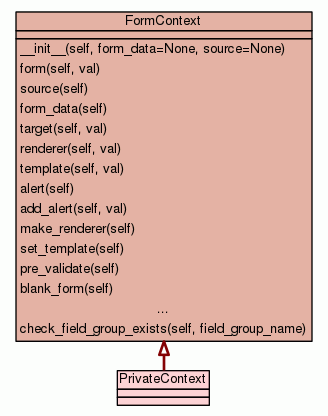 FormContext
__init__(self, form_data=None, source=None)
form(self, val)
source(self)
form_data(self)
target(self, val)
renderer(self, val)
template(self, val)
alert(self)
add_alert(self, val)
make_renderer(self)
set_template(self)
pre_validate(self)
blank_form(self)
...
check_field_group_exists(self, field_group_name)
PrivateContext